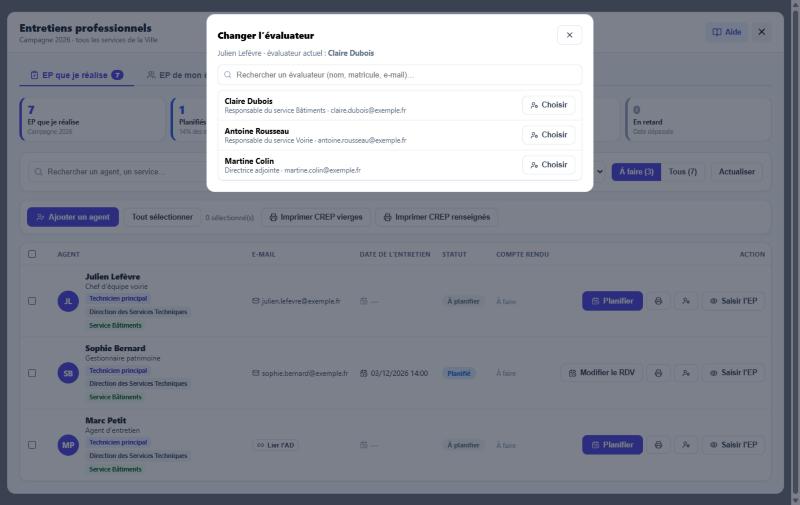 Entretiens professionnels
Campagne 2026 · tous les services de la Ville
Aide
EP que je réalise 7
EP de mon
7
EP que je réalise
Campagne 2026
1
Planifiés
14% des
0
En retard
Date dépassée
Changer l'évaluateur
Julien Lefèvre · évaluateur actuel : Claire Dubois
Rechercher un évaluateur (nom, matricule, e-mail)...
Claire Dubois
Responsable du service Bâtiments · claire.dubois@exemple.fr
Choisir
Antoine Rousseau
Responsable du service Voirie · antoine.rousseau@exemple.fr
Choisir
Martine Colin
Directrice adjointe · martine.colin@exemple.fr
Choisir
Rechercher un agent, un service...
À faire (3)
Tous (7)
Actualiser
Ajouter un agent
Tout sélectionner
0 sélectionné(s)
Imprimer CREP vierges
Imprimer CREP renseignés
AGENT
E-MAIL
DATE DE L'ENTRETIEN
STATUT
COMPTE RENDU
ACTION
JL
Julien Lefèvre
Chef d'équipe voirie
Technicien principal
Direction des Services Techniques
Service Bâtiments
julien.lefevre@exemple.fr
—
À planifier
À faire
Planifier
Saisir l'EP
SB
Sophie Bernard
Gestionnaire patrimoine
Technicien principal
Direction des Services Techniques
Service Bâtiments
sophie.bernard@exemple.fr
03/12/2026 14:00
Planifié
À faire
Modifier le RDV
Saisir l'EP
MP
Marc Petit
Agent d'entretien
Technicien principal
Direction des Services Techniques
Service Bâtiments
Lier l'AD
—
À planifier
À faire
Planifier
Saisir l'EP